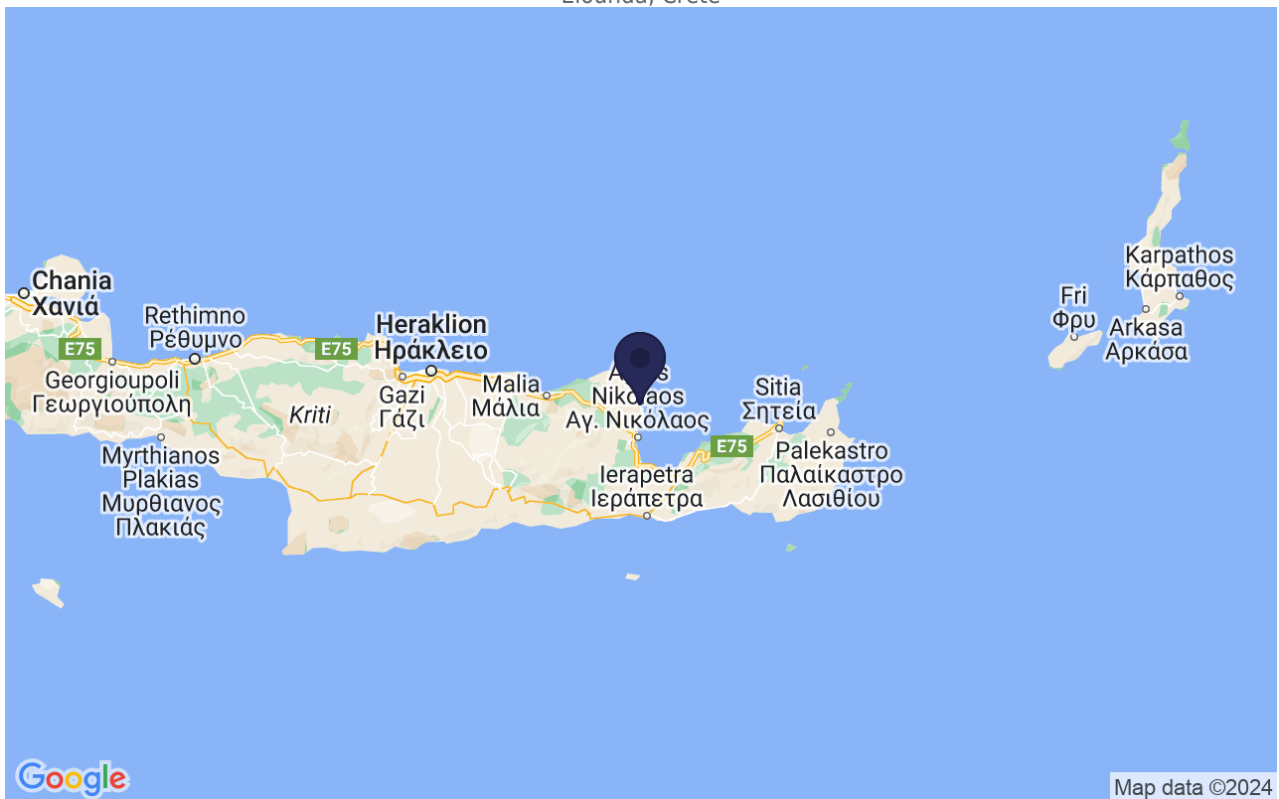 Elounda, Crete
Chania
Χανιά
Rethimno
Ρέθυμνο
Heraklion
Ηράκλειο
E75
E75
Georgioupoli
Γεωργιούπολη
Kriti
Gazi
Γάζι
Malia
Μάλια
Nikolaos
Αγ. Νικόλαος
Sitia
Σητεία
E75
Myrthianos
Plakias
Μυρθιανος
Πλακιάς
Ierapetra
Ιεράπετρα
Palekastro
Παλαίκαστρο
Λασιθίου
Karpathos
Κάρπαθος
Fri
Φρυ
Arkasa
Αρκάσα
Google
Map data ©2024